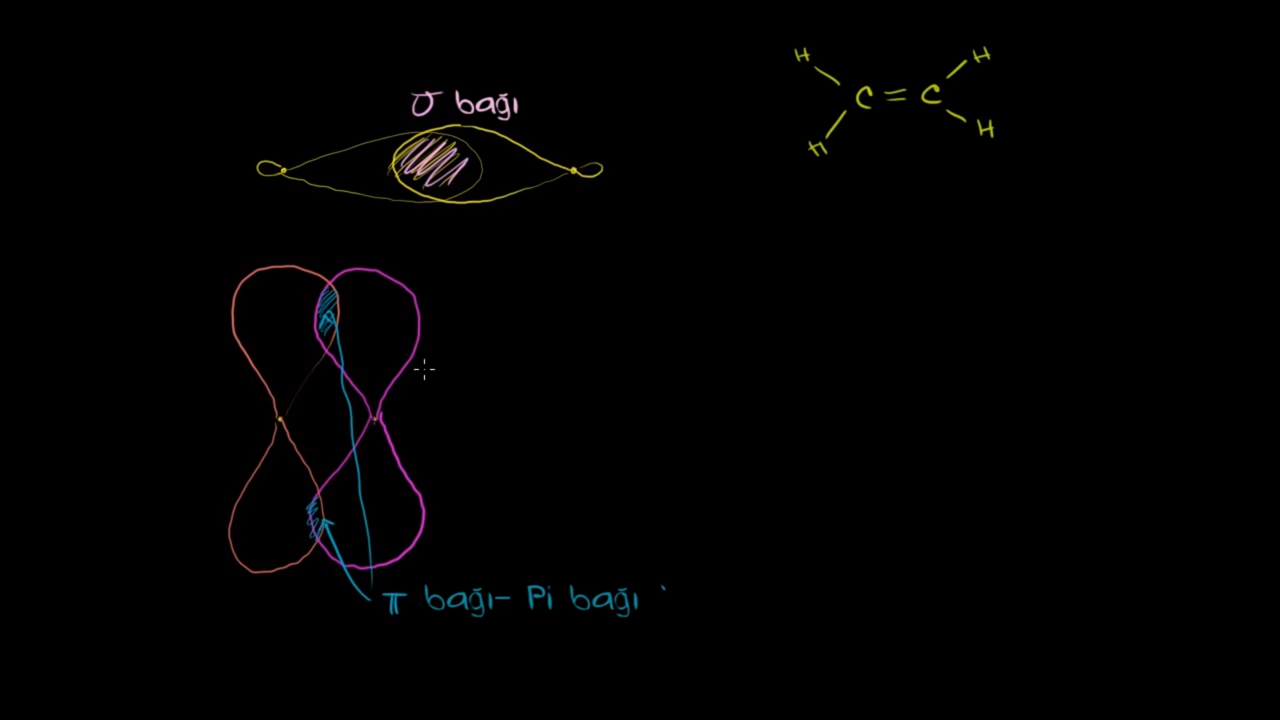 σ bağı
H H
C = C
H H
π bağı- Pi bağı